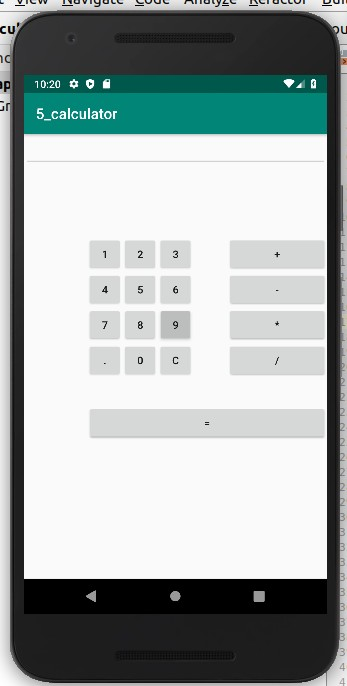 View Navigate Code Analyze Refactor
10:20
5_calculator
1 2 3 +
4 5 6 -
7 8 9 *
. 0 C /
=